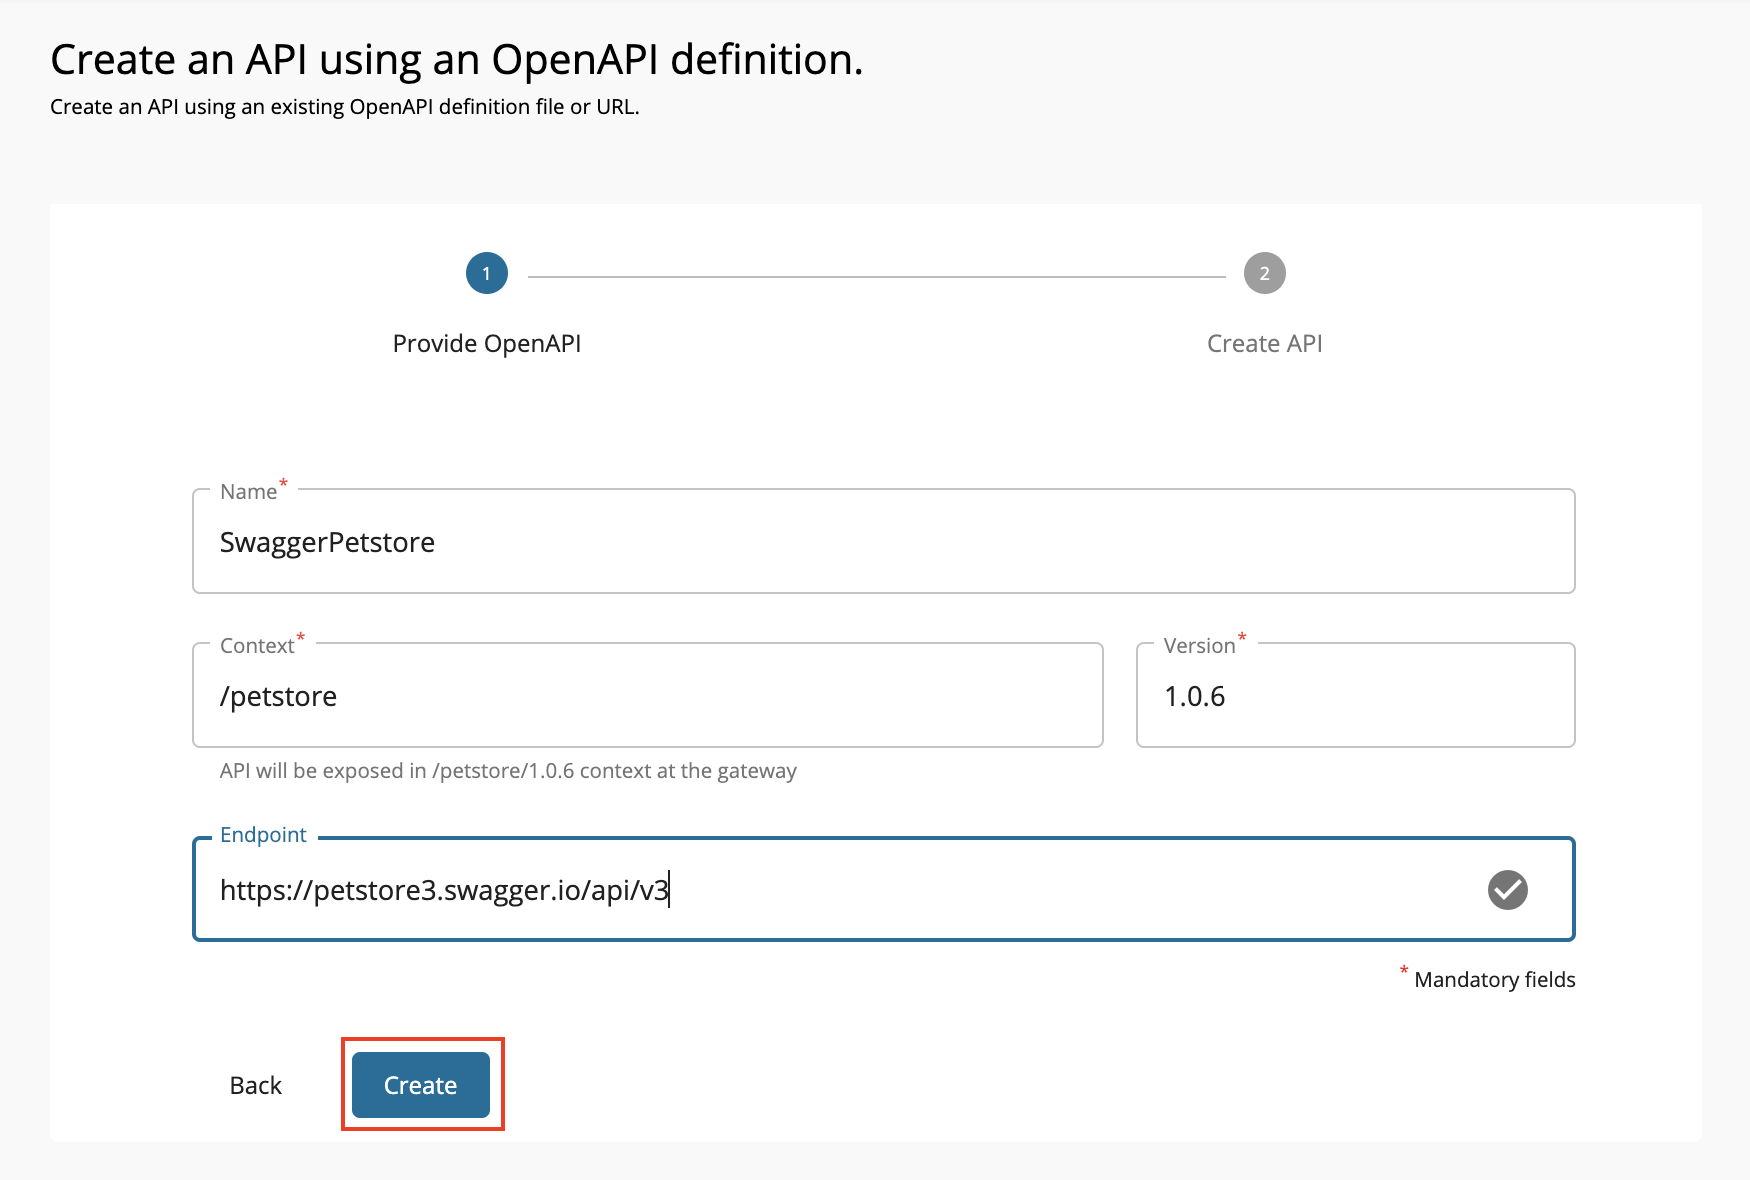 Create an API using an OpenAPI definition.
Create an API using an existing OpenAPI definition file or URL.
1
2
Provide OpenAPI
Create API
Name*
SwaggerPetstore
Context*
Version*
/petstore
1.0.6
API will be exposed in /petstore/1.0.6 context at the gateway
Endpoint
https://petstore3.swagger.io/api/v3
* Mandatory fields
Back
Create